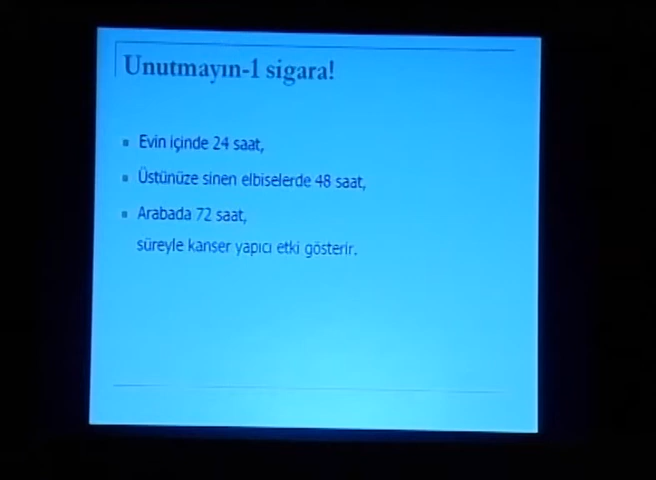 Unutmayın-1 sigara!
Evin içinde 24 saat,
Üstünüze sinen elbiselerde 48 saat,
Arabada 72 saat,
süreyle kanser yapıcı etki gösterir.